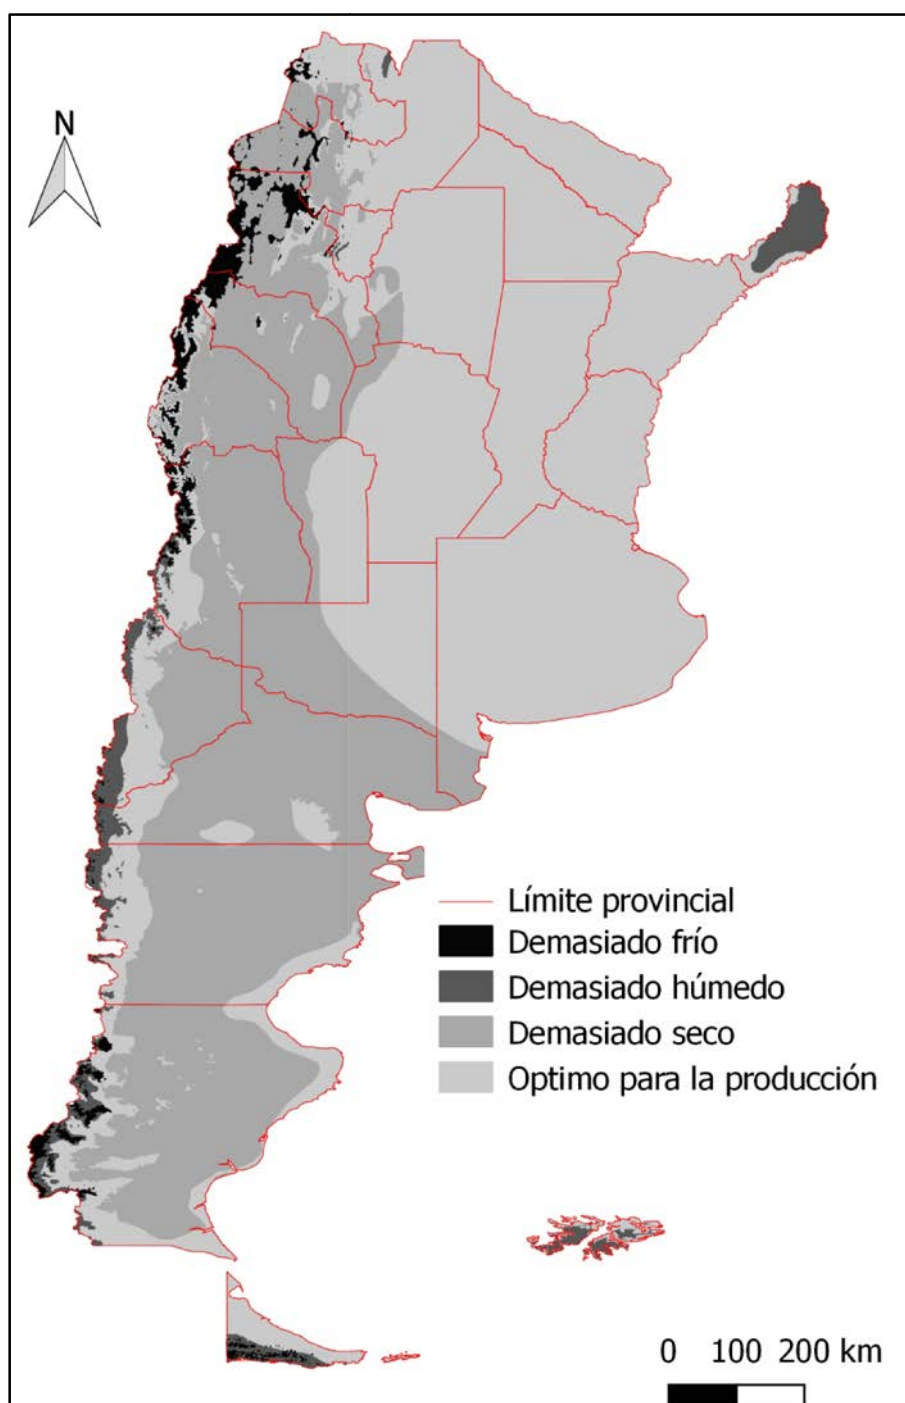 N
Límite provincial
Demasiado frío
Demasiado húmedo
Demasiado seco
Optimo para la producción
0 100 200 km